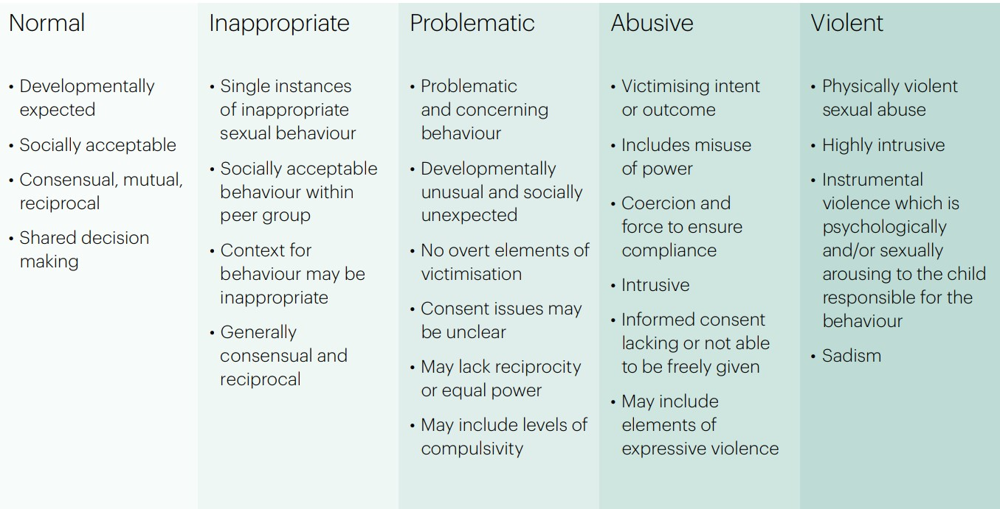 Normal
• Developmentally
expected
• Socially acceptable
• Consensual, mutual,
reciprocal
• Shared decision
making
Inappropriate
• Single instances
of inappropriate
sexual behaviour
• Socially acceptable
behaviour within
peer group
• Context for
behaviour may be
inappropriate
• Generally
consensual and
reciprocal
Problematic
• Problematic
and concerning
behaviour
• Developmentally
unusual and socially
unexpected
• No overt elements of
victimisation
• Consent issues may
be unclear
• May lack reciprocity
or equal power
• May include levels of
compulsivity
Abusive
• Victimising intent
or outcome
• Includes misuse
of power
• Coercion and
force to ensure
compliance
• Intrusive
• Informed consent
lacking or not able
to be freely given
• May include
elements of
expressive violence
Violent
• Physically violent
sexual abuse
• Highly intrusive
• Instrumental
violence which is
psychologically
and/or sexually
arousing to the child
responsible for the
behaviour
• Sadism